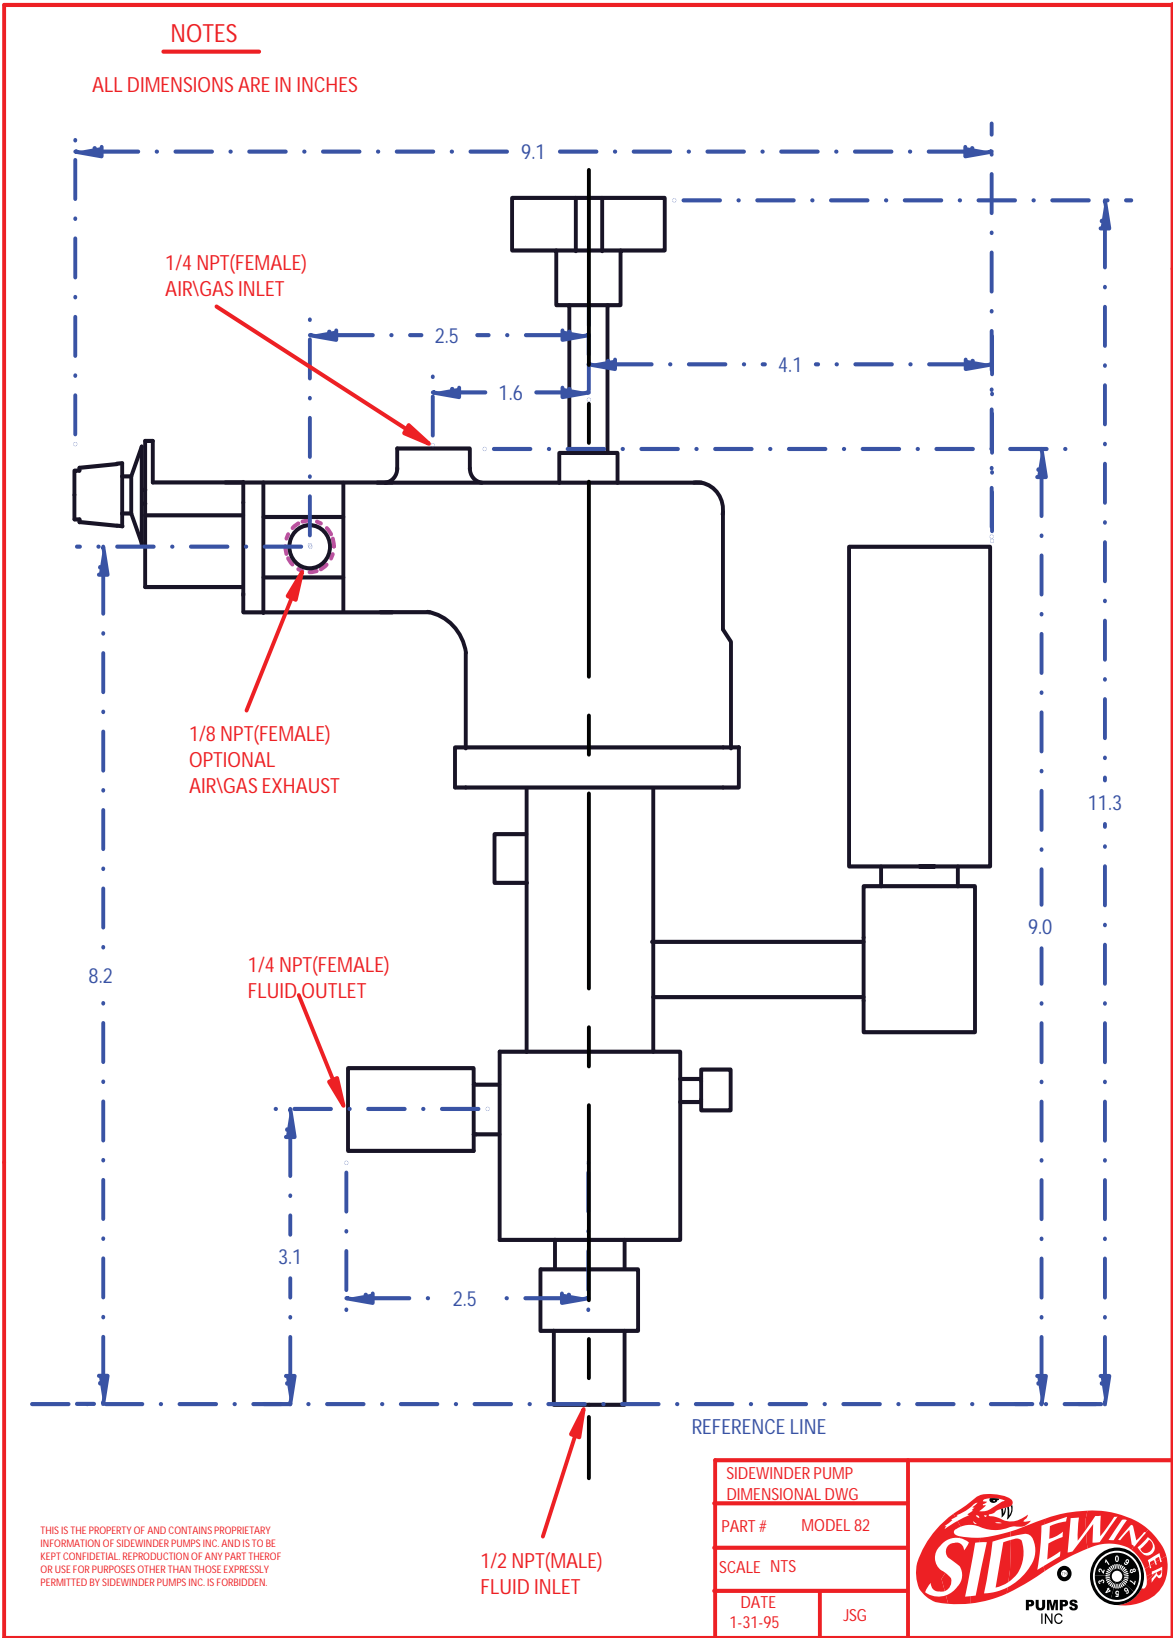 NOTES
ALL DIMENSIONS ARE IN INCHES
9.1
1/4 NPT(FEMALE)
AIR\GAS INLET
2.5
4.1
1.6
1/8 NPT(FEMALE)
OPTIONAL
AIR\GAS EXHAUST
11.3
9.0
8.2
1/4 NPT(FEMALE)
FLUID OUTLET
3.1
2.5
REFERENCE LINE
1/2 NPT(MALE)
FLUID INLET
THIS IS THE PROPERTY OF AND CONTAINS PROPRIETARY
INFORMATION OF SIDEWINDER PUMPS INC. AND IS TO BE
KEPT CONFIDETIAL. REPRODUCTION OF ANY PART THEROF
OR USE FOR PURPOSES OTHER THAN THOSE EXPRESSLY
PERMITTED BY SIDEWINDER PUMPS INC. IS FORBIDDEN.
SIDEWINDER PUMP
DIMENSIONAL DWG
PART # MODEL 82
SCALE NTS
DATE
1-31-95
JSG
SIDEWINDER
PUMPS
INC